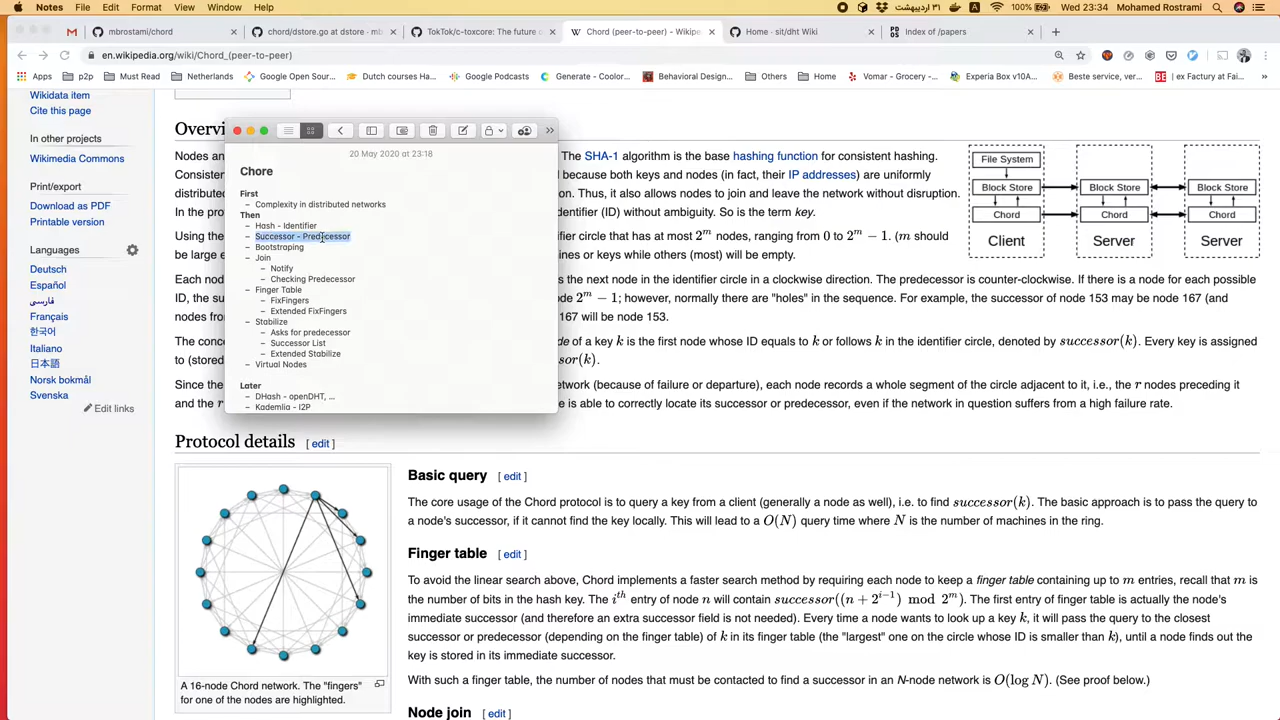 Notes File Edit Format View Window Help ۳۱ اردیبهشت 100% Wed 23:34 Mohamed Rostrami
mbrostami/chord × chord/dstore.go at dstore · mb × TokTok/c-toxcore: The future o × Chord (peer-to-peer) - Wikipe × Home · sit/dht Wiki × Index of /papers × +
en.wikipedia.org/wiki/Chord_(peer-to-peer)
Apps p2p Must Read Netherlands Google Open Sour... Dutch courses Ha... Google Podcasts Generate - Coolor... Behavioral Design... Others Home Vomar - Grocery -... Experia Box v10A... Beste service, ver... BE | ex Factury at Fai... »
Wikidata item
Cite this page
In other projects
Wikimedia Commons
Print/export
Download as PDF
Printable version
Languages
Deutsch
Español
فارسی
Français
한국어
Italiano
日本語
Norsk bokmål
Svenska
Edit links
20 May 2020 at 23:18
Chore
First
– Complexity in distributed networks
Then
– Hash - Identifier
– Successor - Predecessor
– Bootstraping
– Join
– Notify
– Checking Predecessor
– Finger Table
– FixFingers
– Extended FixFingers
– Stabilize
– Asks for predecessor
– Successor List
– Extended Stabilize
– Virtual Nodes
Later
– DHash - openDHT, ...
– Kademlia - I2P
Overvi
Nodes an The SHA-1 algorithm is the base hashing function for consistent hashing.
Consister because both keys and nodes (in fact, their IP addresses) are uniformly
distributed ion. Thus, it also allows nodes to join and leave the network without disruption.
In the pro dentifier (ID) without ambiguity. So is the term key.
Using the ifier circle that has at most 2^m nodes, ranging from 0 to 2^m − 1. (m should
be large e ines or keys while others (most) will be empty.
Each node is the next node in the identifier circle in a clockwise direction. The predecessor is counter-clockwise. If there is a node for each possible
ID, the su de 2^m − 1; however, normally there are "holes" in the sequence. For example, the successor of node 153 may be node 167 (and
nodes fro 167 will be node 153.
The conce de of a key k is the first node whose ID equals to k or follows k in the identifier circle, denoted by successor(k). Every key is assigned
to (stored sor(k).
Since the etwork (because of failure or departure), each node records a whole segment of the circle adjacent to it, i.e., the r nodes preceding it
and the r e is able to correctly locate its successor or predecessor, even if the network in question suffers from a high failure rate.
File System
Block Store Block Store Block Store
Chord Chord Chord
Client Server Server
Protocol details [ edit ]
A 16-node Chord network. The "fingers"
for one of the nodes are highlighted.
Basic query [ edit ]
The core usage of the Chord protocol is to query a key from a client (generally a node as well), i.e. to find successor(k). The basic approach is to pass the query to
a node's successor, if it cannot find the key locally. This will lead to a O(N) query time where N is the number of machines in the ring.
Finger table [ edit ]
To avoid the linear search above, Chord implements a faster search method by requiring each node to keep a finger table containing up to m entries, recall that m is
the number of bits in the hash key. The i^th entry of node n will contain successor((n + 2^{i−1}) mod 2^m). The first entry of finger table is actually the node's
immediate successor (and therefore an extra successor field is not needed). Every time a node wants to look up a key k, it will pass the query to the closest
successor or predecessor (depending on the finger table) of k in its finger table (the "largest" one on the circle whose ID is smaller than k), until a node finds out the
key is stored in its immediate successor.
With such a finger table, the number of nodes that must be contacted to find a successor in an N-node network is O(log N). (See proof below.)
Node join [ edit ]